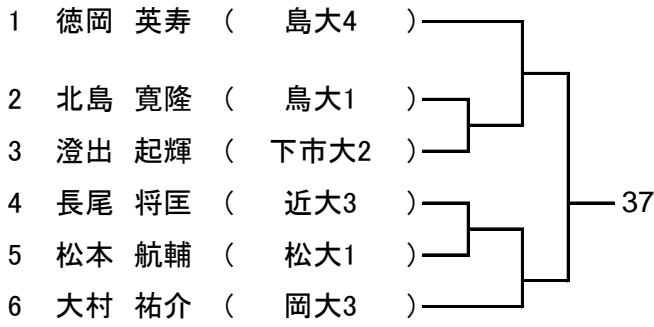 1 徳岡 英寿 ( 島大4 )
2 北島 寛隆 ( 鳥大1 )
3 澄出 起輝 ( 下市大2 )
4 長尾 将匡 ( 近大3 )
37
5 松本 航輔 ( 松大1 )
6 大村 祐介 ( 岡大3 )